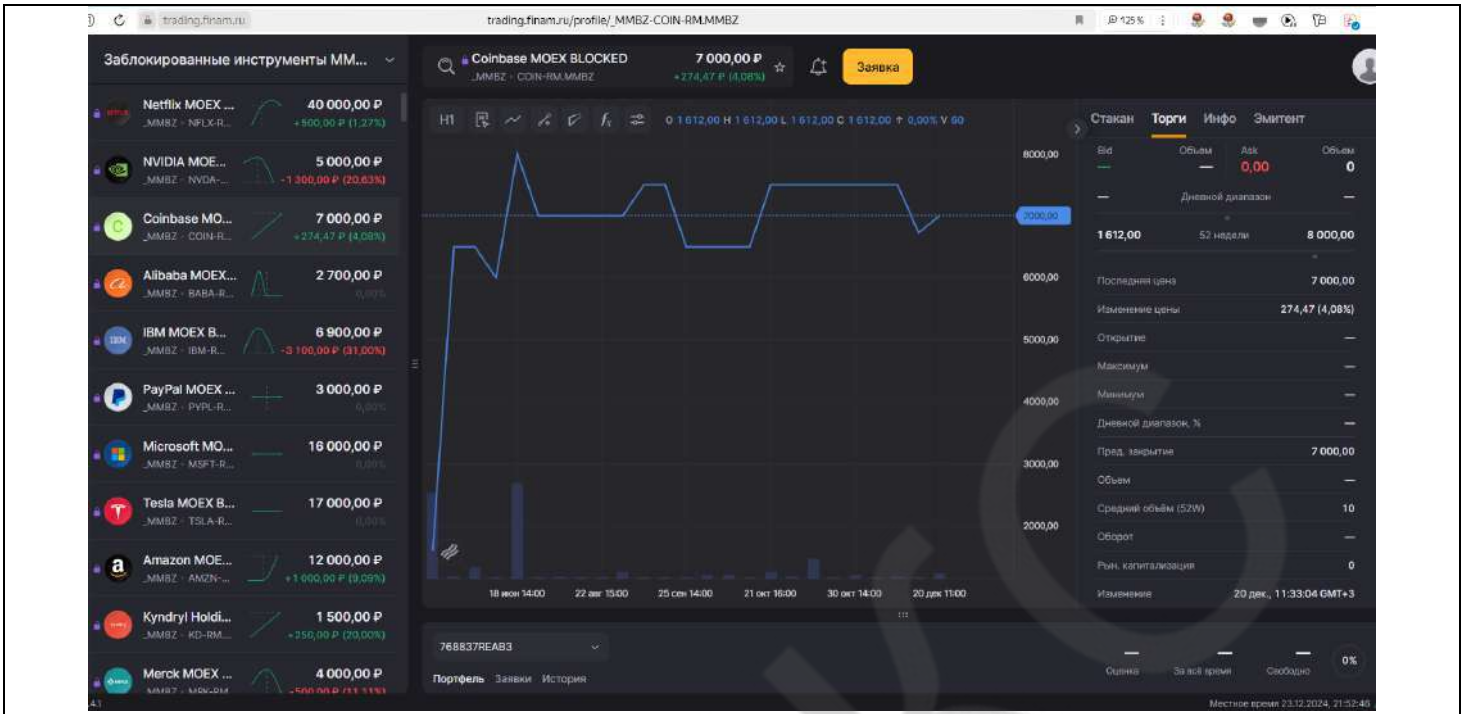 trading.finam.ru
trading.finam.ru/profile/_MMBZ-COIN-RM.MMBZ
125 %
Заблокированные инструменты ММ...
Coinbase MOEX BLOCKED
_MMBZ · COIN-RM.MMBZ
7 000,00 ₽
+274,47 ₽ (4,08%)
Заявка
Netflix MOEX ...
40 000,00 ₽
_MMBZ · NFLX-R...
+500,00 ₽ (1,27%)
NVIDIA MOE...
5 000,00 ₽
_MMBZ · NVDA-...
-1 300,00 ₽ (20,63%)
Coinbase MO...
7 000,00 ₽
_MMBZ · COIN-R...
+274,47 ₽ (4,08%)
Alibaba MOEX...
2 700,00 ₽
_MMBZ · BABA-R...
0,00%
IBM MOEX B...
6 900,00 ₽
_MMBZ · IBM-R...
-3 100,00 ₽ (31,00%)
PayPal MOEX ...
3 000,00 ₽
_MMBZ · PYPL-R...
0,00%
Microsoft MO...
16 000,00 ₽
_MMBZ · MSFT-R...
0,00%
Tesla MOEX B...
17 000,00 ₽
_MMBZ · TSLA-R...
0,00%
Amazon MOE...
12 000,00 ₽
_MMBZ · AMZN-...
+1 000,00 ₽ (9,09%)
Kyndryl Holdi...
1 500,00 ₽
_MMBZ · KD-RM...
+250,00 ₽ (20,00%)
Merck MOEX ...
4 000,00 ₽
_MMBZ · MRK-RM
-500,00 ₽ (11,11%)
H1
O 1 612,00 H 1 612,00 L 1 612,00 C 1 612,00 ↑ 0,00% V 60
8000,00
7000,00
6000,00
5000,00
4000,00
3000,00
2000,00
18 июн 14:00
22 авг 15:00
25 сен 14:00
21 окт 16:00
30 окт 14:00
20 дек 11:00
768837REAB3
Портфель Заявки История
Стакан Торги Инфо Эмитент
Bid Объем Ask Объем
— — 0,00 0
— Дневной диапазон —
1 612,00 52 недели 8 000,00
Последняя цена 7 000,00
Изменение цены 274,47 (4,08%)
Открытие —
Максимум —
Минимум —
Дневной диапазон, % —
Пред. закрытие 7 000,00
Объем —
Средний объём (52W) 10
Оборот —
Рын. капитализация 0
Изменение 20 дек., 11:33:04 GMT+3
— — — 0%
Оценка За всё время Свободно
4.1
Местное время 23.12.2024, 21:52:46